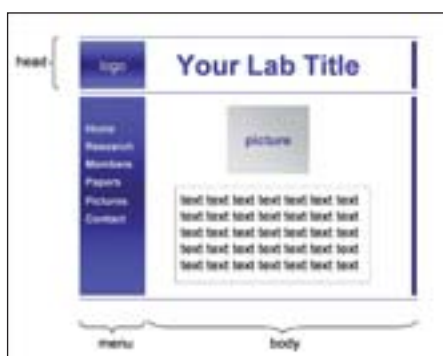 head
logo
Your Lab Title
Home
Research
Members
Papers
Pictures
Contact
picture
text text text text text text text
text text text text text text text
text text text text text text text
text text text text text text text
text text text text text text text
menu
body